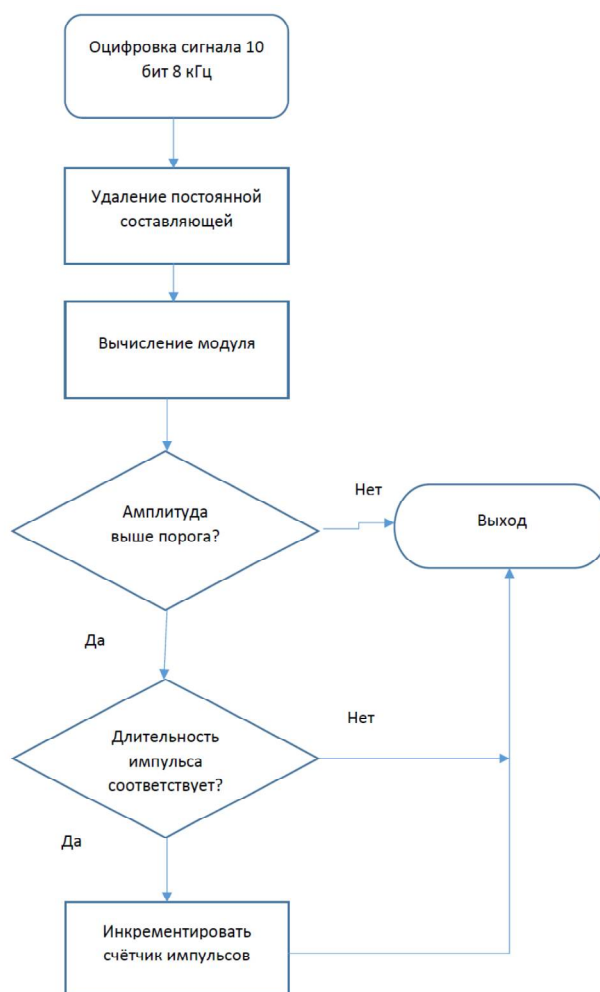 Оцифровка сигнала 10
бит 8 кГц
Удаление постоянной
составляющей
Вычисление модуля
Амплитуда
выше порога?
Нет
Выход
Да
Длительность
импульса
соответствует?
Нет
Да
Инкрементировать
счётчик импульсов